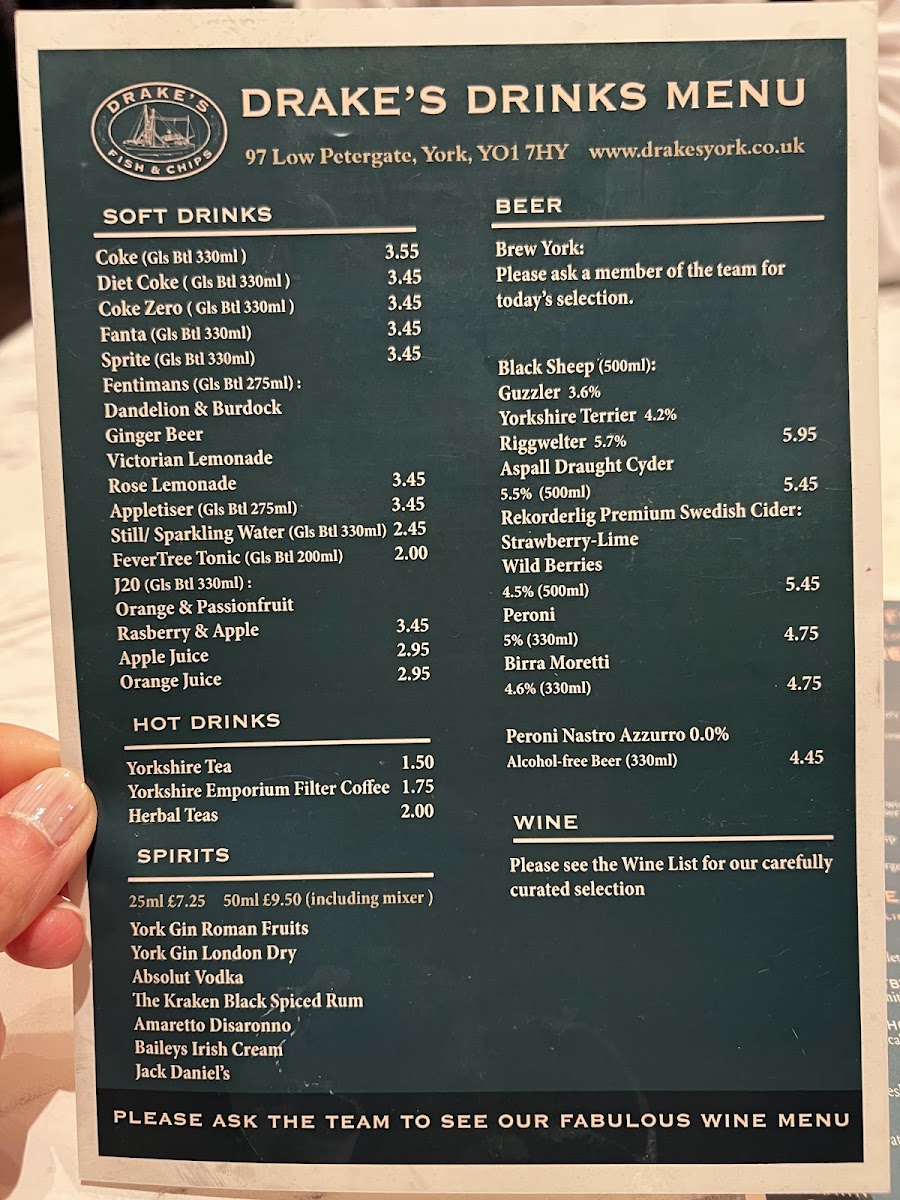 DRAKE'S
FISH & CHIPS
DRAKE'S DRINKS MENU
97 Low Petergate, York, YO1 7HY www.drakesyork.co.uk
SOFT DRINKS
Coke (Gls Btl 330ml ) 3.55
Diet Coke ( Gls Btl 330ml ) 3.45
Coke Zero ( Gls Btl 330ml ) 3.45
Fanta (Gls Btl 330ml) 3.45
Sprite (Gls Btl 330ml) 3.45
Fentimans (Gls Btl 275ml) :
Dandelion & Burdock
Ginger Beer
Victorian Lemonade
Rose Lemonade 3.45
Appletiser (Gls Btl 275ml) 3.45
Still/ Sparkling Water (Gls Btl 330ml) 2.45
FeverTree Tonic (Gls Btl 200ml) 2.00
J20 (Gls Btl 330ml) :
Orange & Passionfruit
Rasberry & Apple 3.45
Apple Juice 2.95
Orange Juice 2.95
HOT DRINKS
Yorkshire Tea 1.50
Yorkshire Emporium Filter Coffee 1.75
Herbal Teas 2.00
SPIRITS
25ml £7.25 50ml £9.50 (including mixer )
York Gin Roman Fruits
York Gin London Dry
Absolut Vodka
The Kraken Black Spiced Rum
Amaretto Disaronno
Baileys Irish Cream
Jack Daniel's
BEER
Brew York:
Please ask a member of the team for
today's selection.
Black Sheep (500ml):
Guzzler 3.6%
Yorkshire Terrier 4.2%
Riggwelter 5.7% 5.95
Aspall Draught Cyder
5.5% (500ml) 5.45
Rekorderlig Premium Swedish Cider:
Strawberry-Lime
Wild Berries
4.5% (500ml) 5.45
Peroni
5% (330ml) 4.75
Birra Moretti
4.6% (330ml) 4.75
Peroni Nastro Azzurro 0.0%
Alcohol-free Beer (330ml) 4.45
WINE
Please see the Wine List for our carefully
curated selection
PLEASE ASK THE TEAM TO SEE OUR FABULOUS WINE MENU